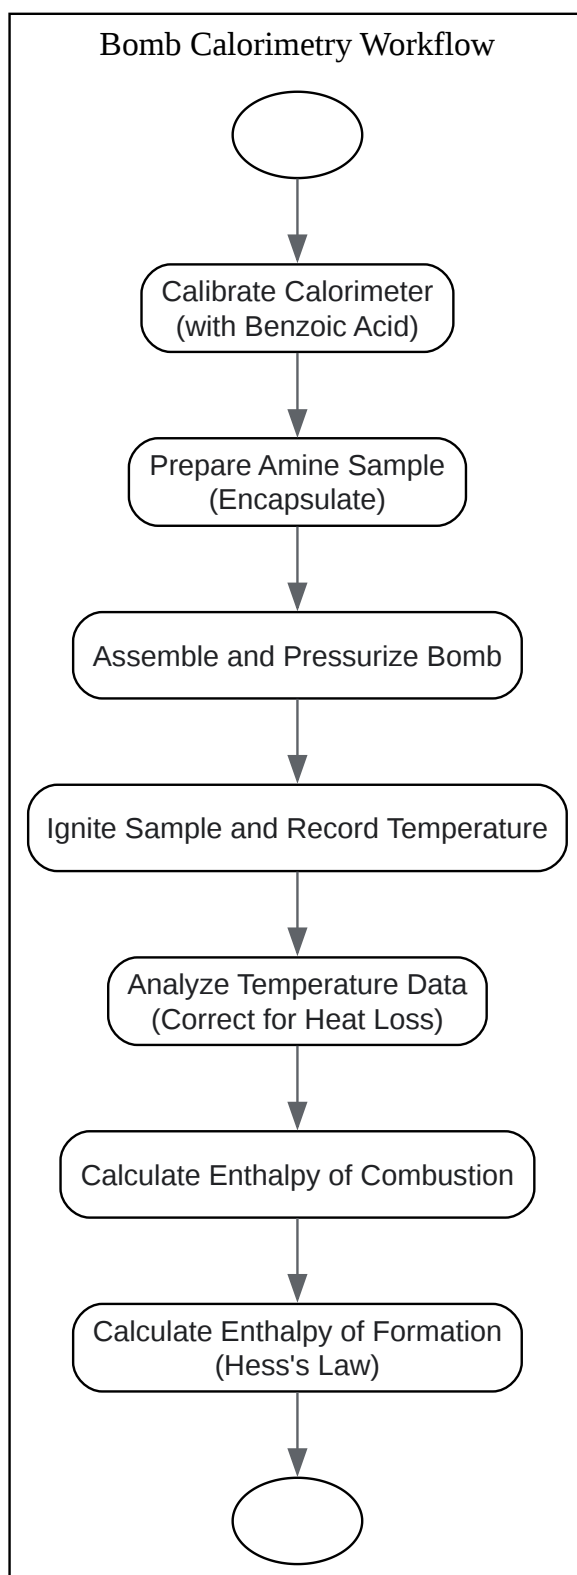 Bomb Calorimetry Workflow
Calibrate Calorimeter
(with Benzoic Acid)
Prepare Amine Sample
(Encapsulate)
Assemble and Pressurize Bomb
Ignite Sample and Record Temperature
Analyze Temperature Data
(Correct for Heat Loss)
Calculate Enthalpy of Combustion
Calculate Enthalpy of Formation
(Hess's Law)